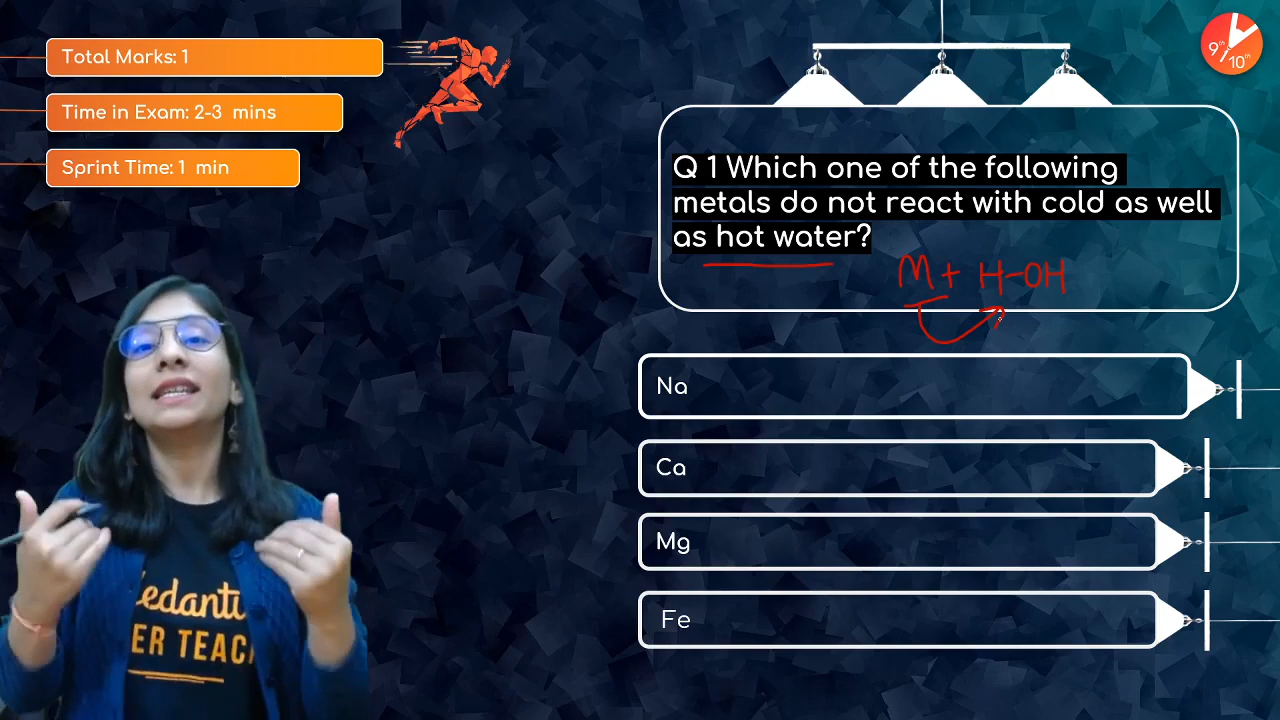 Total Marks: 1
Time in Exam: 2-3 mins
Sprint Time: 1 min
9th
10th
Q 1 Which one of the following
metals do not react with cold as well
as hot water?
M + H-OH
Na
Ca
Mg
Fe
edantu
ER TEAC